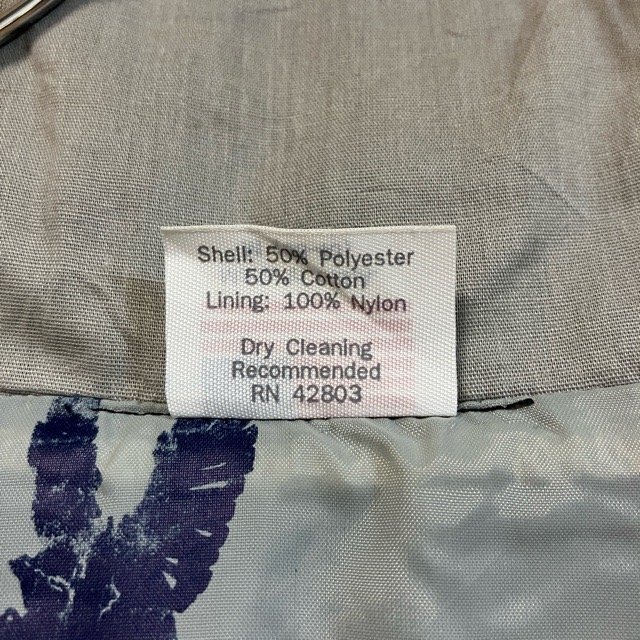 Shell: 50% Polyester
50% Cotton
Lining: 100% Nylon
Dry Cleaning
Recommended
RN 42803